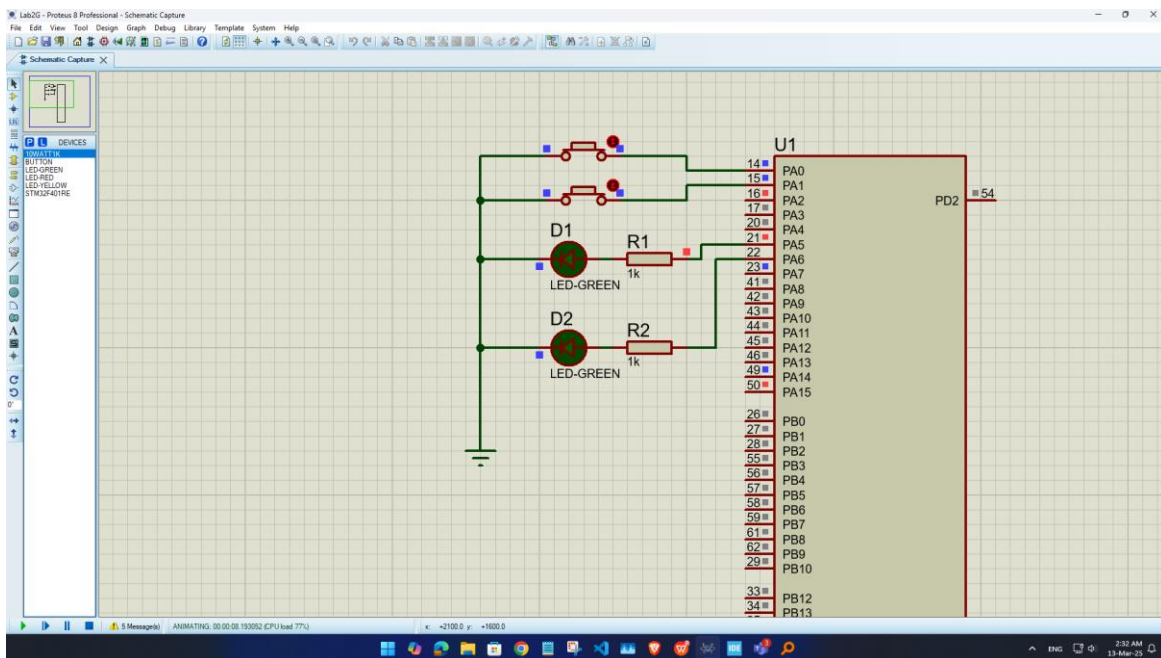 Lab2G - Proteus 8 Professional - Schematic Capture
File Edit View Tool Design Graph Debug Library Template System Help
Schematic Capture
P L DEVICES
10WATT1K
BUTTON
LED-GREEN
LED-RED
LED-YELLOW
STM32F401RE
U1
14 PA0
15 PA1
16 PA2
17 PA3
20 PA4
21 PA5
22 PA6
23 PA7
41 PA8
42 PA9
43 PA10
44 PA11
45 PA12
46 PA13
49 PA14
50 PA15
26 PB0
27 PB1
28 PB2
55 PB3
56 PB4
57 PB5
58 PB6
59 PB7
61 PB8
62 PB9
29 PB10
33 PB12
34 PB13
PD2 54
D1
R1
1k
LED-GREEN
D2
R2
1k
LED-GREEN
0°
5 Message(s) ANIMATING: 00:00:08.193052 (CPU load 77%) x: +2100.0 y: +1600.0
ENG
2:32 AM
13-Mar-25